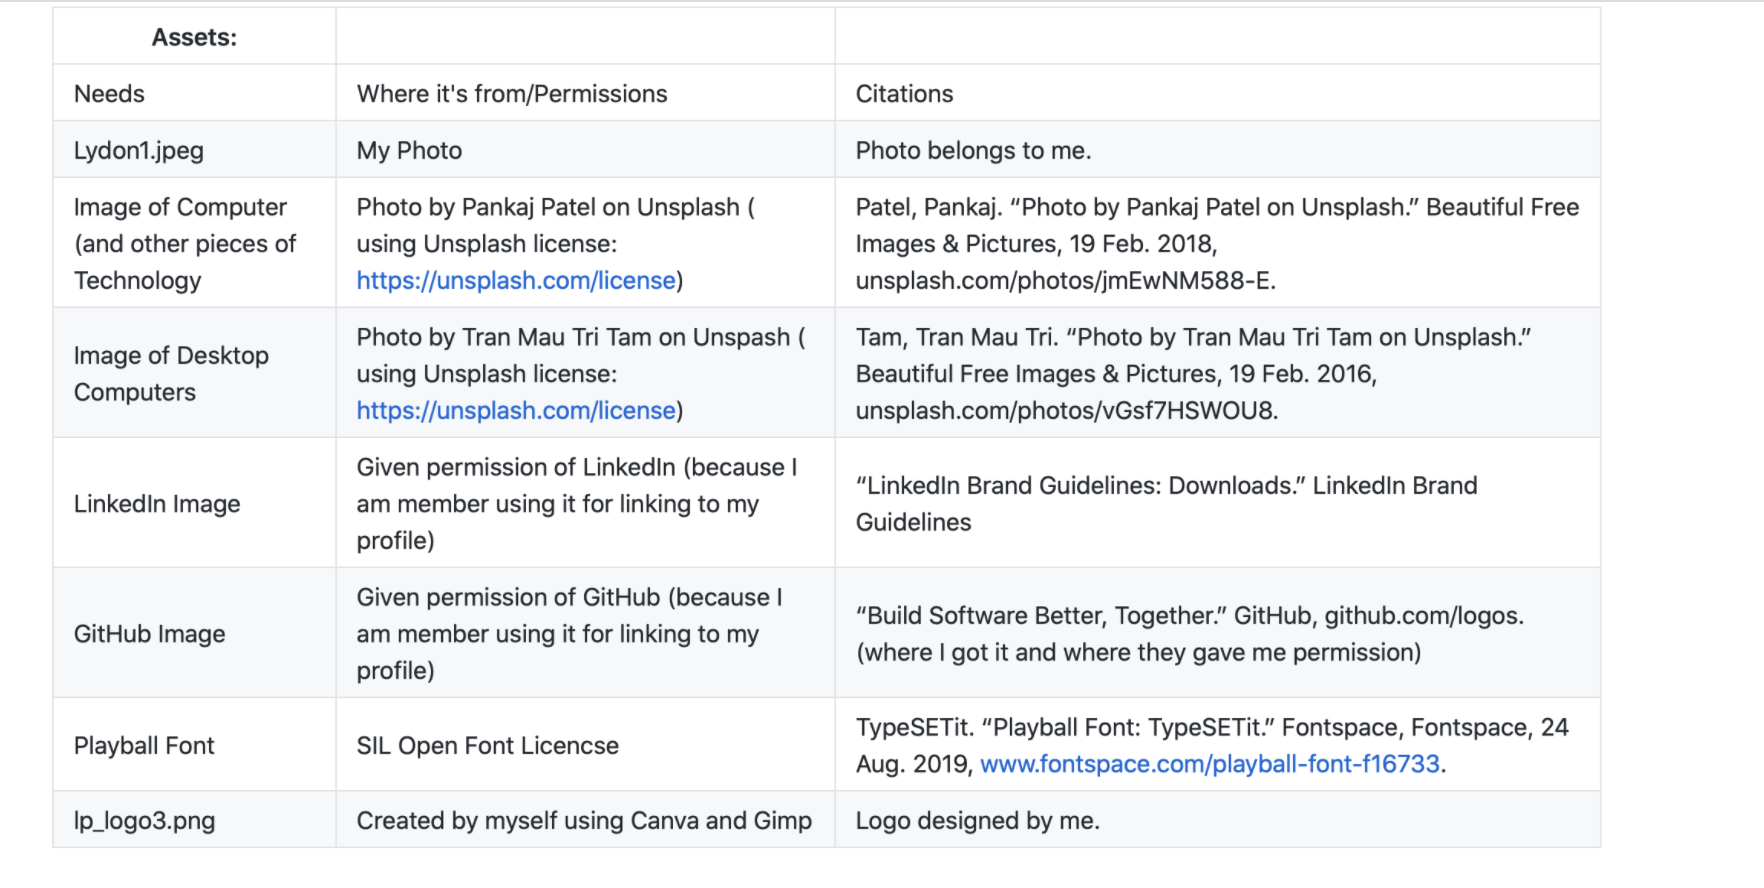 Assets:
Needs
Where it's from/Permissions
Citations
Lydon1.jpeg
My Photo
Photo belongs to me.
Image of Computer
(and other pieces of
Technology
Photo by Pankaj Patel on Unsplash (
using Unsplash license:
https://unsplash.com/license)
Patel, Pankaj. “Photo by Pankaj Patel on Unsplash.” Beautiful Free
Images & Pictures, 19 Feb. 2018,
unsplash.com/photos/jmEwNM588-E.
Image of Desktop
Computers
Photo by Tran Mau Tri Tam on Unspash (
using Unsplash license:
https://unsplash.com/license)
Tam, Tran Mau Tri. “Photo by Tran Mau Tri Tam on Unsplash.”
Beautiful Free Images & Pictures, 19 Feb. 2016,
unsplash.com/photos/vGsf7HSWOU8.
LinkedIn Image
Given permission of LinkedIn (because I
am member using it for linking to my
profile)
“LinkedIn Brand Guidelines: Downloads.” LinkedIn Brand
Guidelines
GitHub Image
Given permission of GitHub (because I
am member using it for linking to my
profile)
“Build Software Better, Together.” GitHub, github.com/logos.
(where I got it and where they gave me permission)
Playball Font
SIL Open Font Licencse
TypeSETit. “Playball Font: TypeSETit.” Fontspace, Fontspace, 24
Aug. 2019, www.fontspace.com/playball-font-f16733.
lp_logo3.png
Created by myself using Canva and Gimp
Logo designed by me.